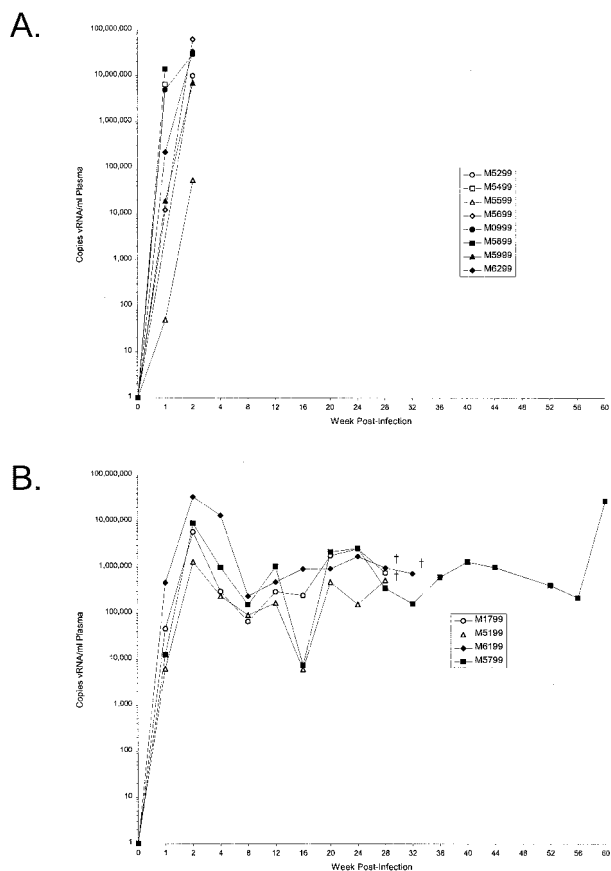 A.
100,000,000
10,000,000
1,000,000
100,000
10,000
1,000
100
10
1
Copies vRNA/ml Plasma
0 1 2 4 8 12 16 20 24 28 32 36 40 44 48 52 56 60
Week Post-Infection
M5299
M5499
M5599
M5699
M0999
M5899
M5999
M6299
B.
100,000,000
10,000,000
1,000,000
100,000
10,000
1,000
100
10
1
Copies vRNA/ml Plasma
0 1 2 4 8 12 16 20 24 28 32 36 40 44 48 52 56 60
Week Post-Infection
† †
†
M1799
M5199
M6199
M5799